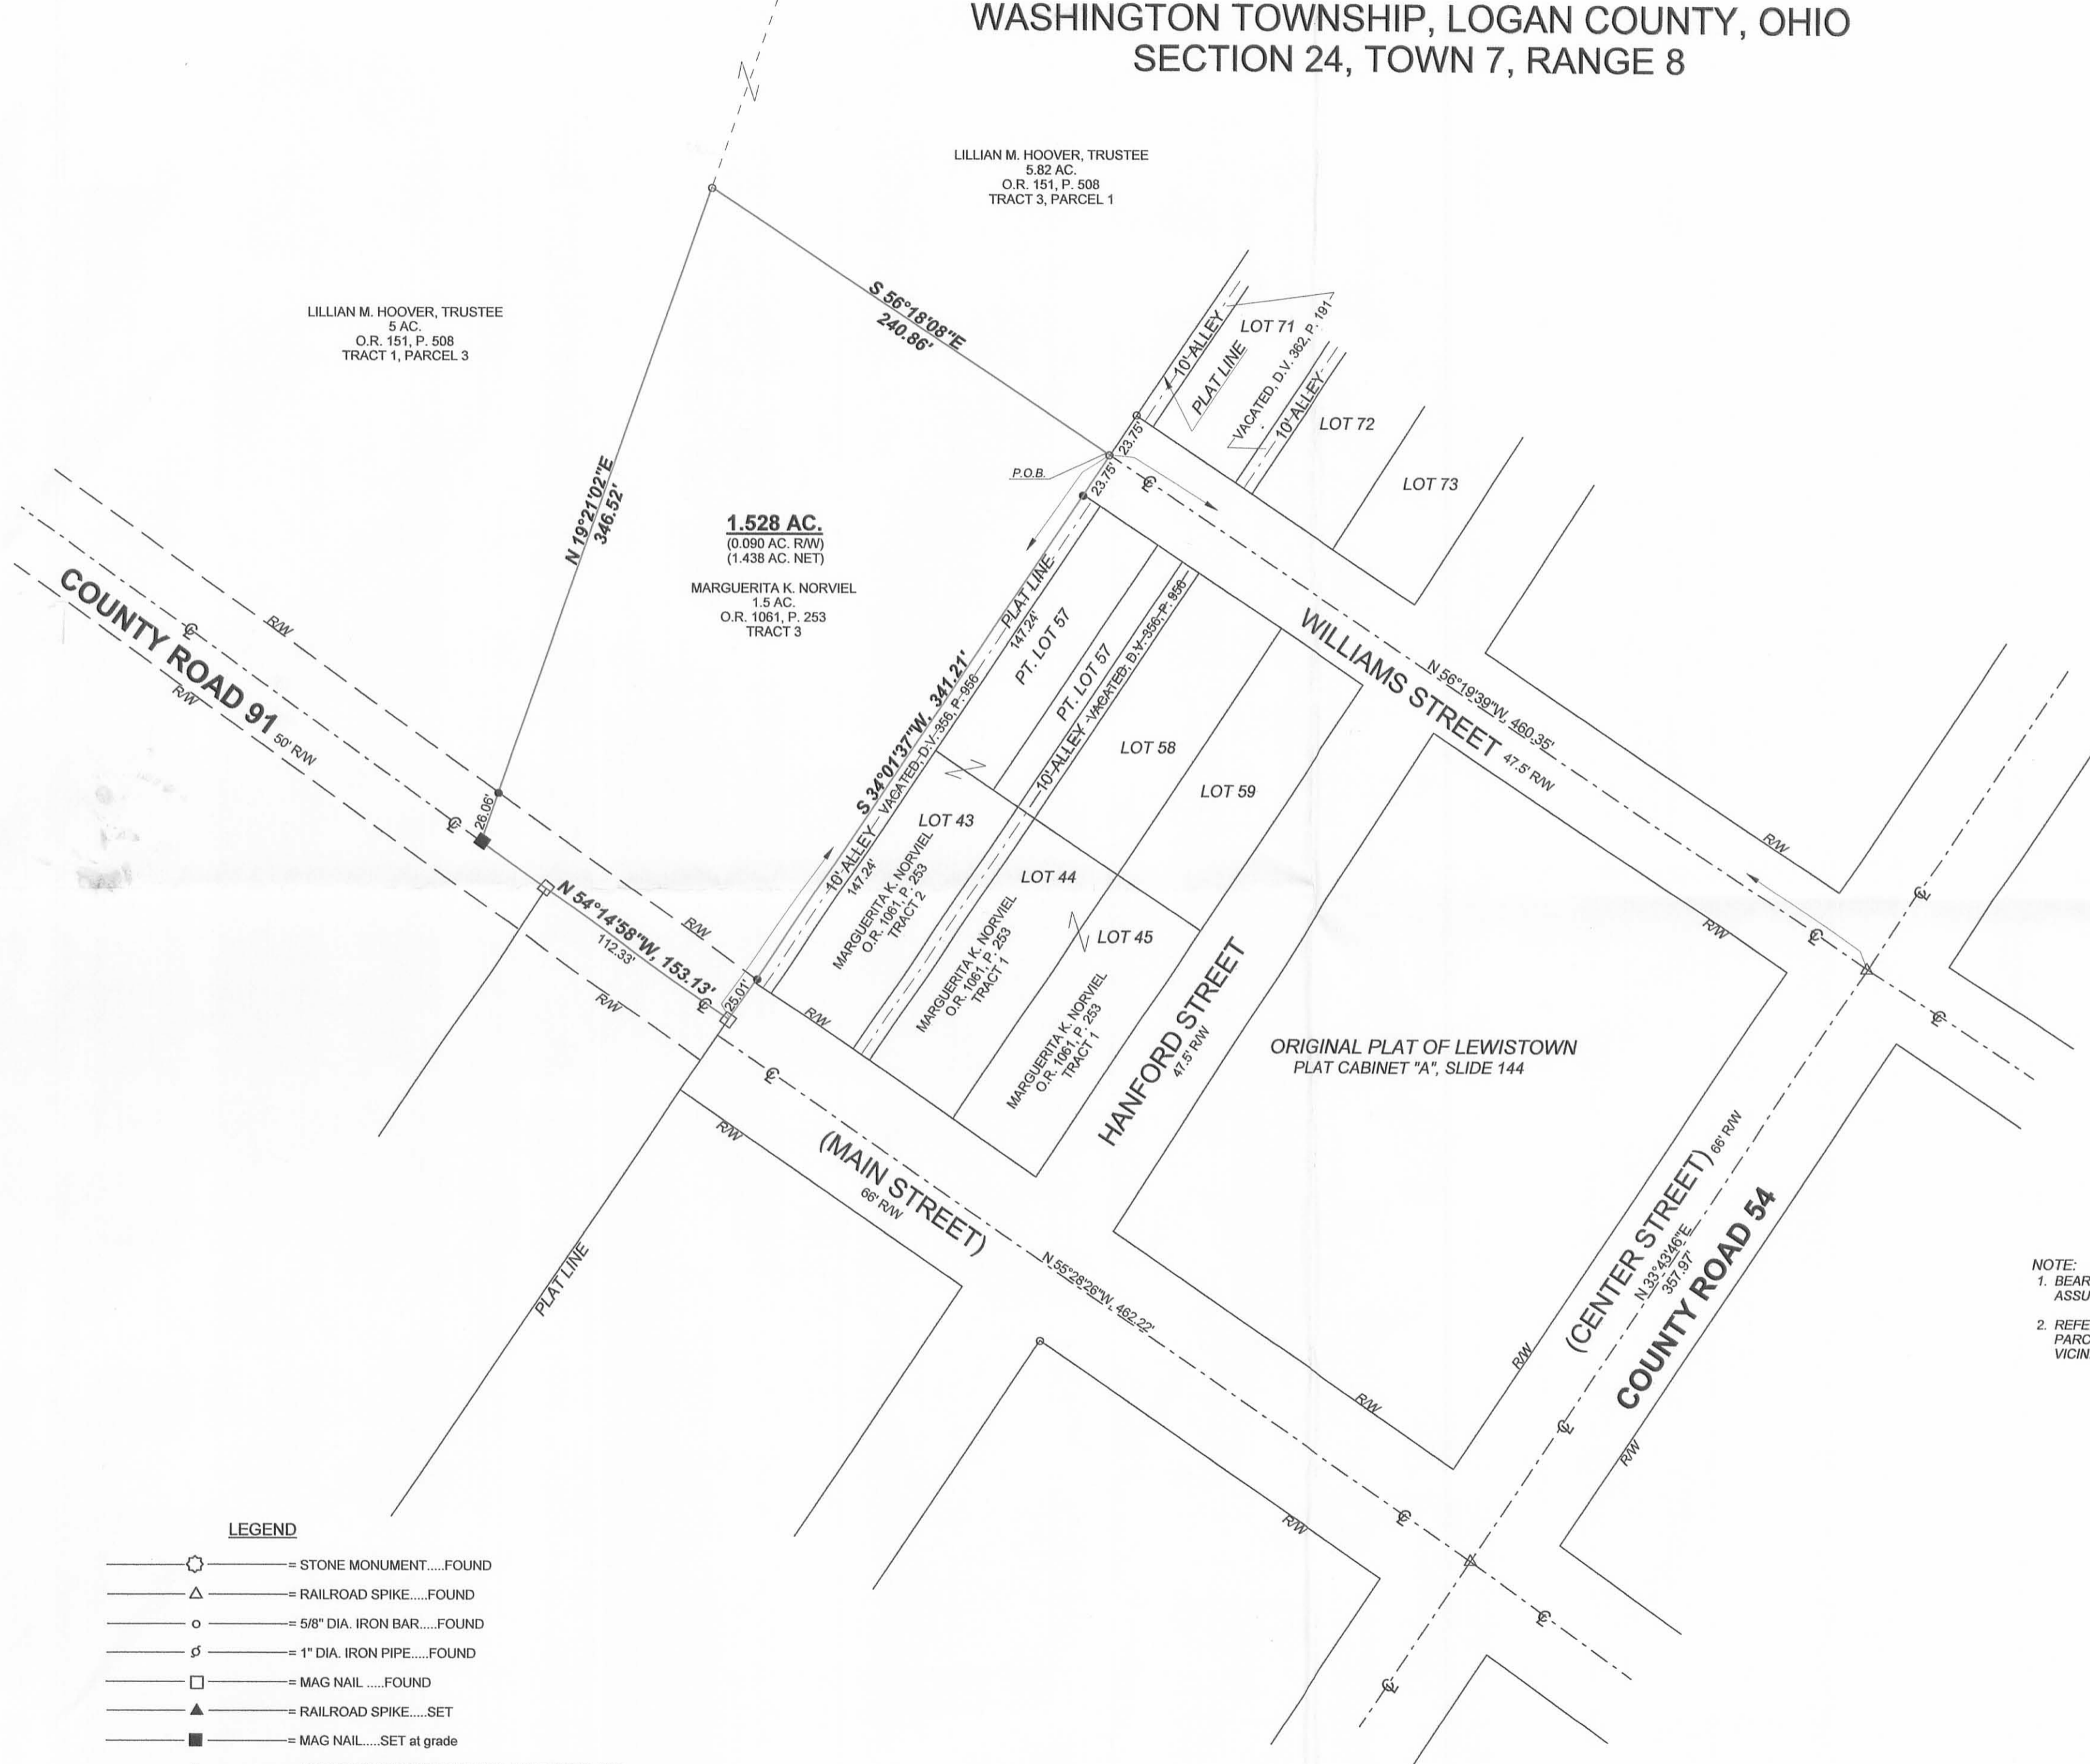 WASHINGTON TOWNSHIP, LOGAN COUNTY, OHIO
SECTION 24, TOWN 7, RANGE 8
LILLIAN M. HOOVER, TRUSTEE
5.82 AC.
O.R. 151, P. 508
TRACT 3, PARCEL 1
LILLIAN M. HOOVER, TRUSTEE
5 AC.
O.R. 151, P. 508
TRACT 1, PARCEL 3
S 56°18'08"E
240.86'
N 19°21'02"E
346.52'
1.528 AC.
(0.090 AC. R/W)
(1.438 AC. NET)
MARGUERITA K. NORVIEL
1.5 AC.
O.R. 1061, P. 253
TRACT 3
10' ALLEY
LOT 71
PLAT LINE
VACATED, D.V. 362, P. 191
10' ALLEY
LOT 72
LOT 73
23.75'
23.75'
P.O.B.
PLAT LINE
147.24'
PT. LOT 57
PT. LOT 57
S 34°01'37"W, 341.21'
10' ALLEY - VACATED, D.V. 356, P. 956
10' ALLEY - VACATED, D.V. 356, P. 956
147.24'
LOT 58
LOT 59
LOT 43
MARGUERITA K. NORVIEL
O.R. 1061, P. 253
TRACT 2
LOT 44
MARGUERITA K. NORVIEL
O.R. 1061, P. 253
TRACT 1
LOT 45
MARGUERITA K. NORVIEL
O.R. 1061, P. 253
TRACT 1
WILLIAMS STREET 47.5' R/W
N 56°19'39"W, 460.35'
R/W
R/W
COUNTY ROAD 91 50' R/W
R/W
R/W
26.06'
N 54°14'58"W, 153.13'
112.33'
25.01'
R/W
R/W
R/W
R/W
HANFORD STREET
47.5' R/W
ORIGINAL PLAT OF LEWISTOWN
PLAT CABINET "A", SLIDE 144
(MAIN STREET)
66' R/W
N 55°28'26"W, 462.22'
PLAT LINE
R/W
R/W
(CENTER STREET) 66' R/W
N 33°43'46"E
357.97'
COUNTY ROAD 54
R/W
R/W
NOTE:
1. BEAR
ASSU
2. REFE
PARC
VICIN
LEGEND
= STONE MONUMENT.....FOUND
= RAILROAD SPIKE.....FOUND
= 5/8" DIA. IRON BAR.....FOUND
= 1" DIA. IRON PIPE.....FOUND
= MAG NAIL .....FOUND
= RAILROAD SPIKE.....SET
= MAG NAIL.....SET at grade